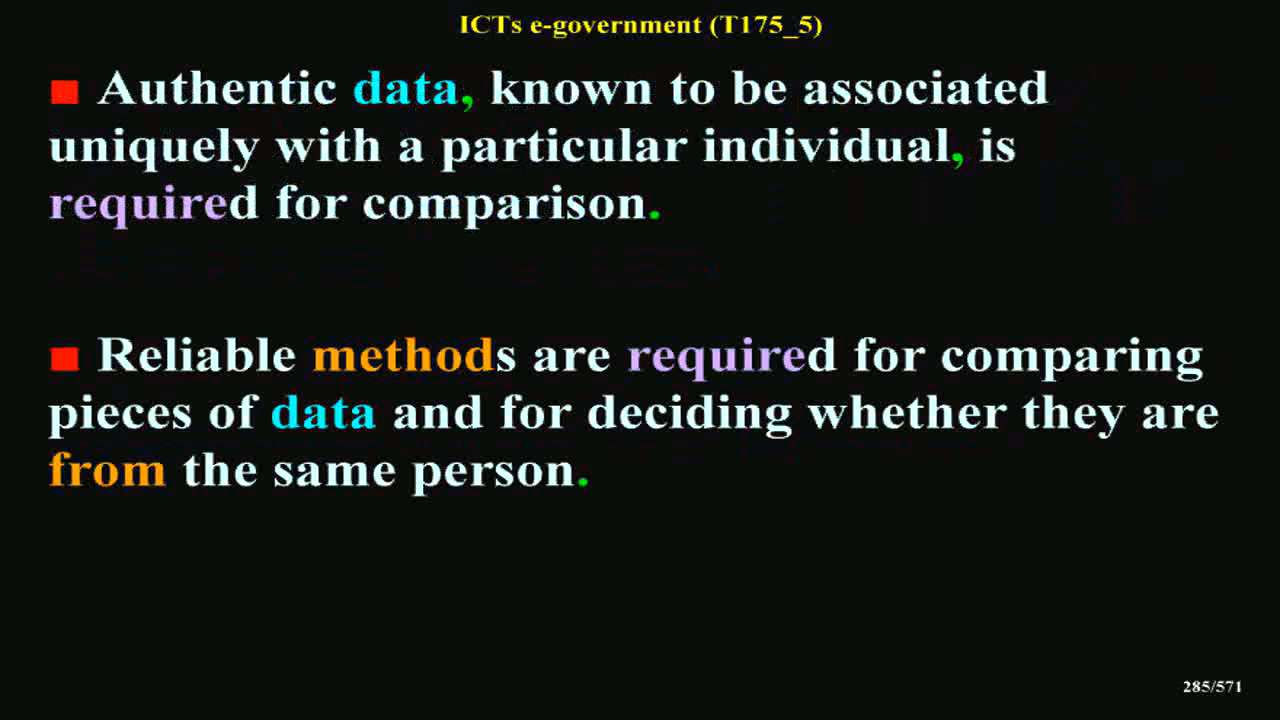 ICTs e-government (T175_5)
■ Authentic data, known to be associated
uniquely with a particular individual, is
required for comparison.
■ Reliable methods are required for comparing
pieces of data and for deciding whether they are
from the same person.
285/571